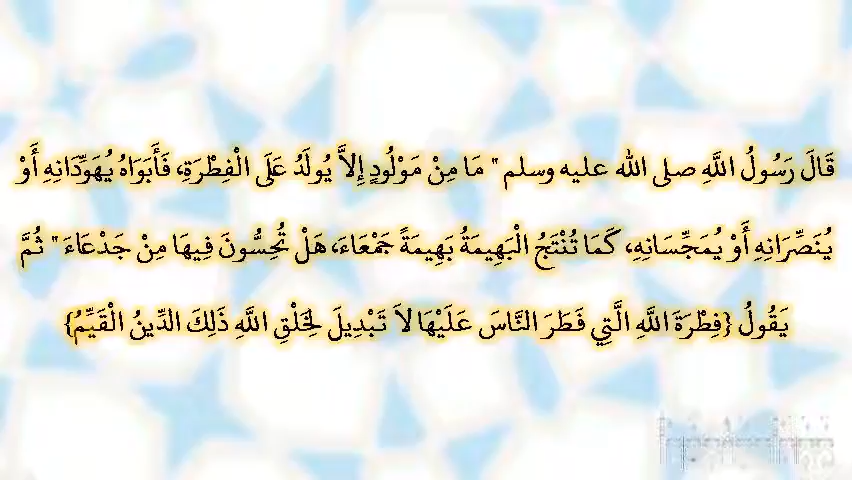 قَالَ رَسُولُ اللَّهِ صلى الله عليه وسلم " مَا مِنْ مَوْلُودٍ إِلاَّ يُولَدُ عَلَى الْفِطْرَةِ، فَأَبَوَاهُ يُهَوِّدَانِهِ أَوْ
يُنَصِّرَانِهِ أَوْ يُمَجِّسَانِهِ، كَمَا تُنْتَجُ الْبَهِيمَةُ بَهِيمَةً جَمْعَاءَ، هَلْ تُحِسُّونَ فِيهَا مِنْ جَدْعَاءَ " ثُمَّ
يَقُولُ {فِطْرَةَ اللَّهِ الَّتِي فَطَرَ النَّاسَ عَلَيْهَا لاَ تَبْدِيلَ لِخَلْقِ اللَّهِ ذَلِكَ الدِّينُ الْقَيِّمُ}